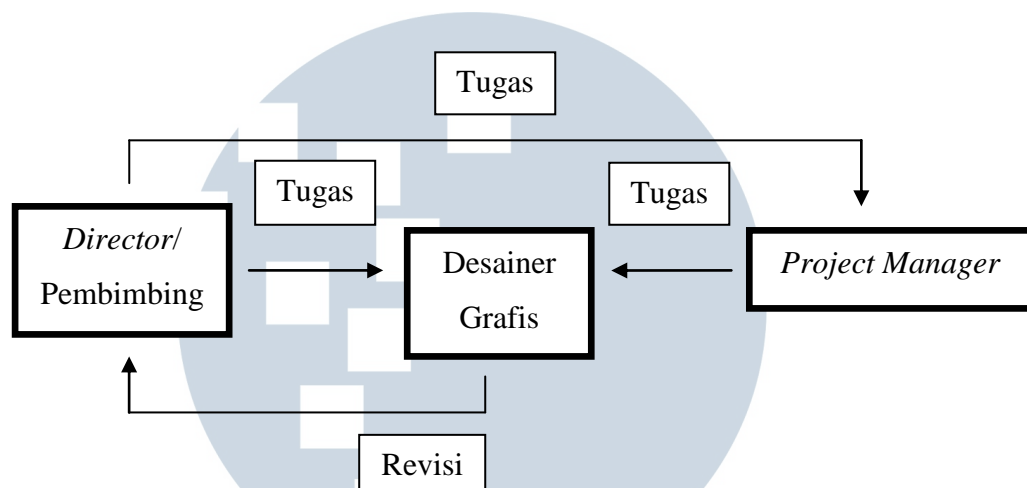 Tugas
Tugas
Tugas
Director/
Pembimbing
Desainer
Grafis
Project Manager
Revisi